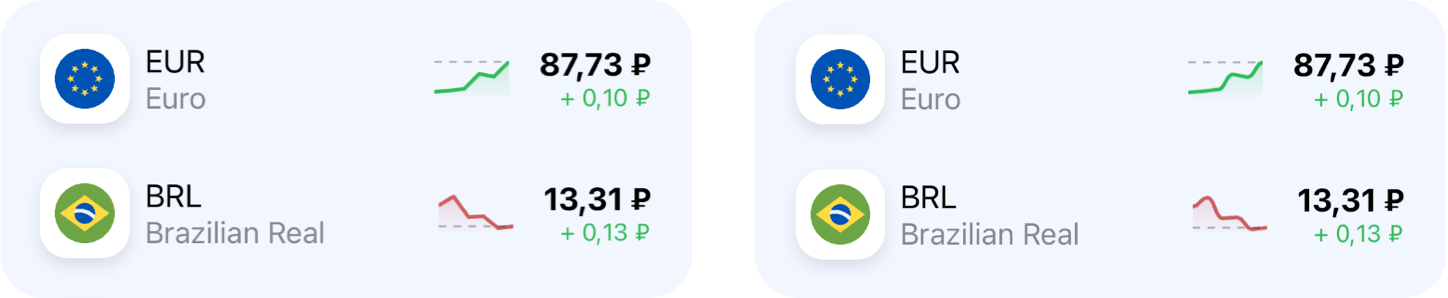 EUR
Euro
87,73 ₽
+ 0,10 ₽
BRL
Brazilian Real
13,31 ₽
+ 0,13 ₽
EUR
Euro
87,73 ₽
+ 0,10 ₽
BRL
Brazilian Real
13,31 ₽
+ 0,13 ₽